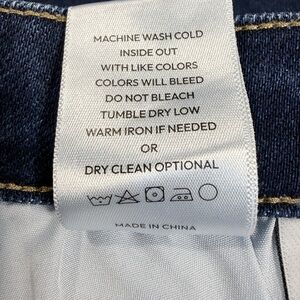 MACHINE WASH COLD
INSIDE OUT
WITH LIKE COLORS
COLORS WILL BLEED
DO NOT BLEACH
TUMBLE DRY LOW
WARM IRON IF NEEDED
OR
DRY CLEAN OPTIONAL
MADE IN CHINA